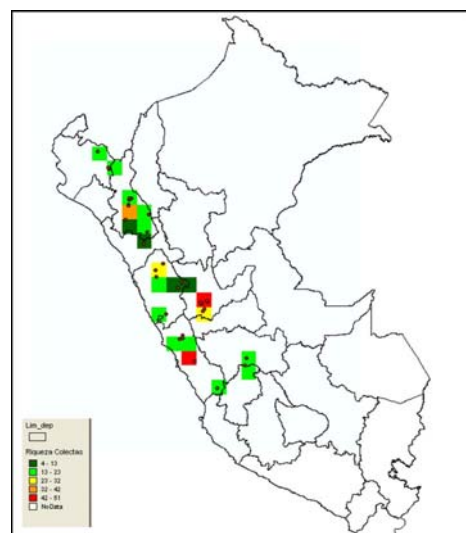 Lim_dep
Riqueza Colectas
4 - 13
13 - 23
23 - 32
32 - 42
42 - 51
NoData